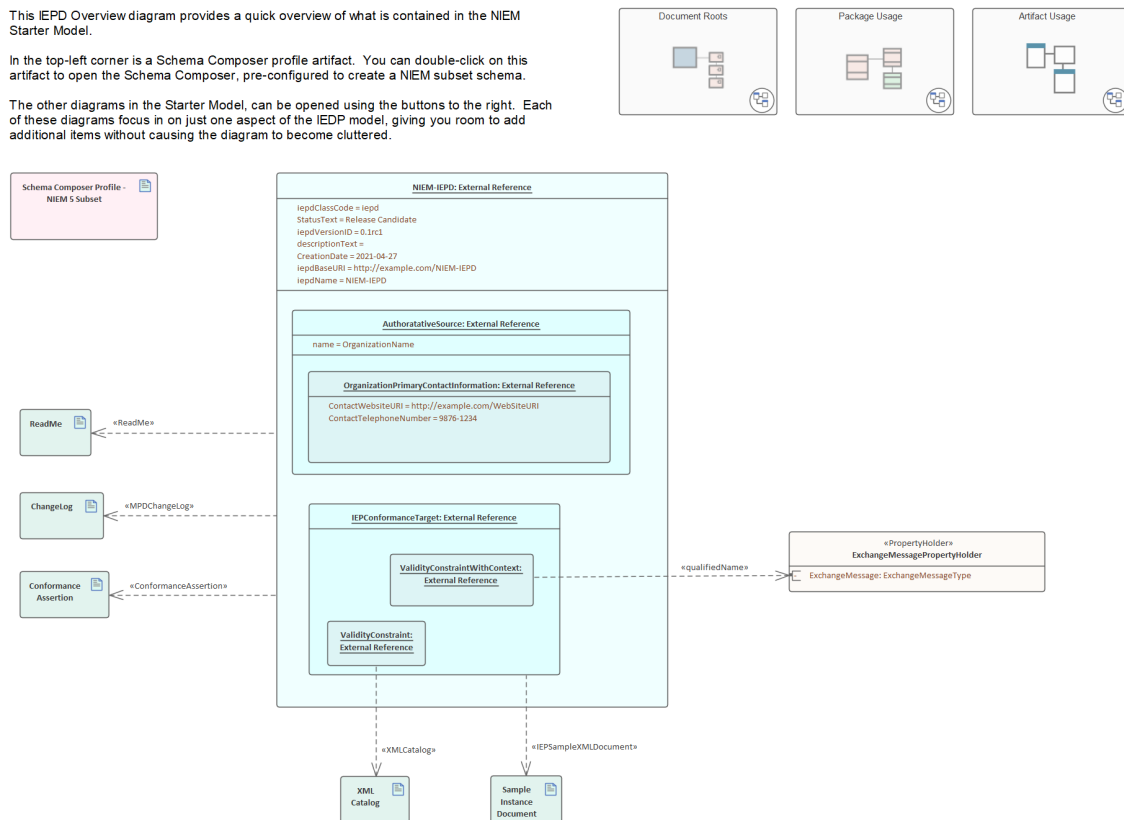 This IEPD Overview diagram provides a quick overview of what is contained in the NIEM
Starter Model.
In the top-left corner is a Schema Composer profile artifact.  You can double-click on this
artifact to open the Schema Composer, pre-configured to create a NIEM subset schema.
The other diagrams in the Starter Model, can be opened using the buttons to the right.  Each
of these diagrams focus in on just one aspect of the IEDP model, giving you room to add
additional items without causing the diagram to become cluttered.
Document Roots
Package Usage
Artifact Usage
Schema Composer Profile -
NIEM 5 Subset
NIEM-IEPD: External Reference
iepdClassCode = iepd
StatusText = Release Candidate
iepdVersionID = 0.1rc1
descriptionText =
CreationDate = 2021-04-27
iepdBaseURI = http://example.com/NIEM-IEPD
iepdName = NIEM-IEPD
AuthoratativeSource: External Reference
name = OrganizationName
OrganizationPrimaryContactInformation: External Reference
ContactWebsiteURI = http://example.com/WebSiteURI
ContactTelephoneNumber = 9876-1234
ReadMe
«ReadMe»
ChangeLog
«MPDChangeLog»
IEPConformanceTarget: External Reference
Conformance
Assertion
«ConformanceAssertion»
ValidityConstraintWithContext:
External Reference
«qualifiedName»
«PropertyHolder»
ExchangeMessagePropertyHolder
ExchangeMessage: ExchangeMessageType
ValidityConstraint:
External Reference
«XMLCatalog»
«IEPSampleXMLDocument»
XML
Catalog
Sample
Instance
Document